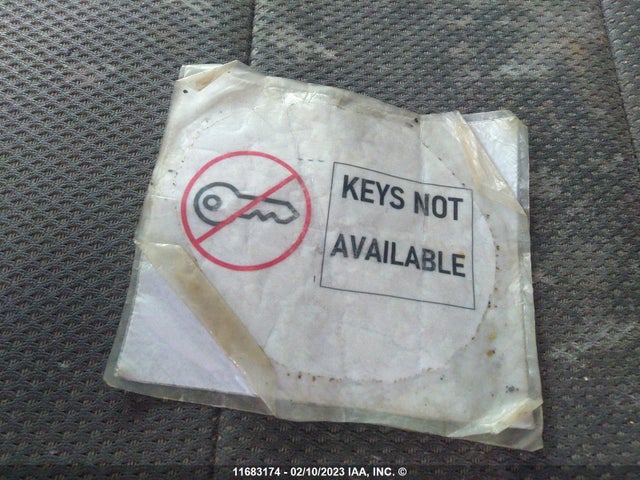 KEYS NOT
AVAILABLE
11683174 - 02/10/2023 IAA, INC. ©